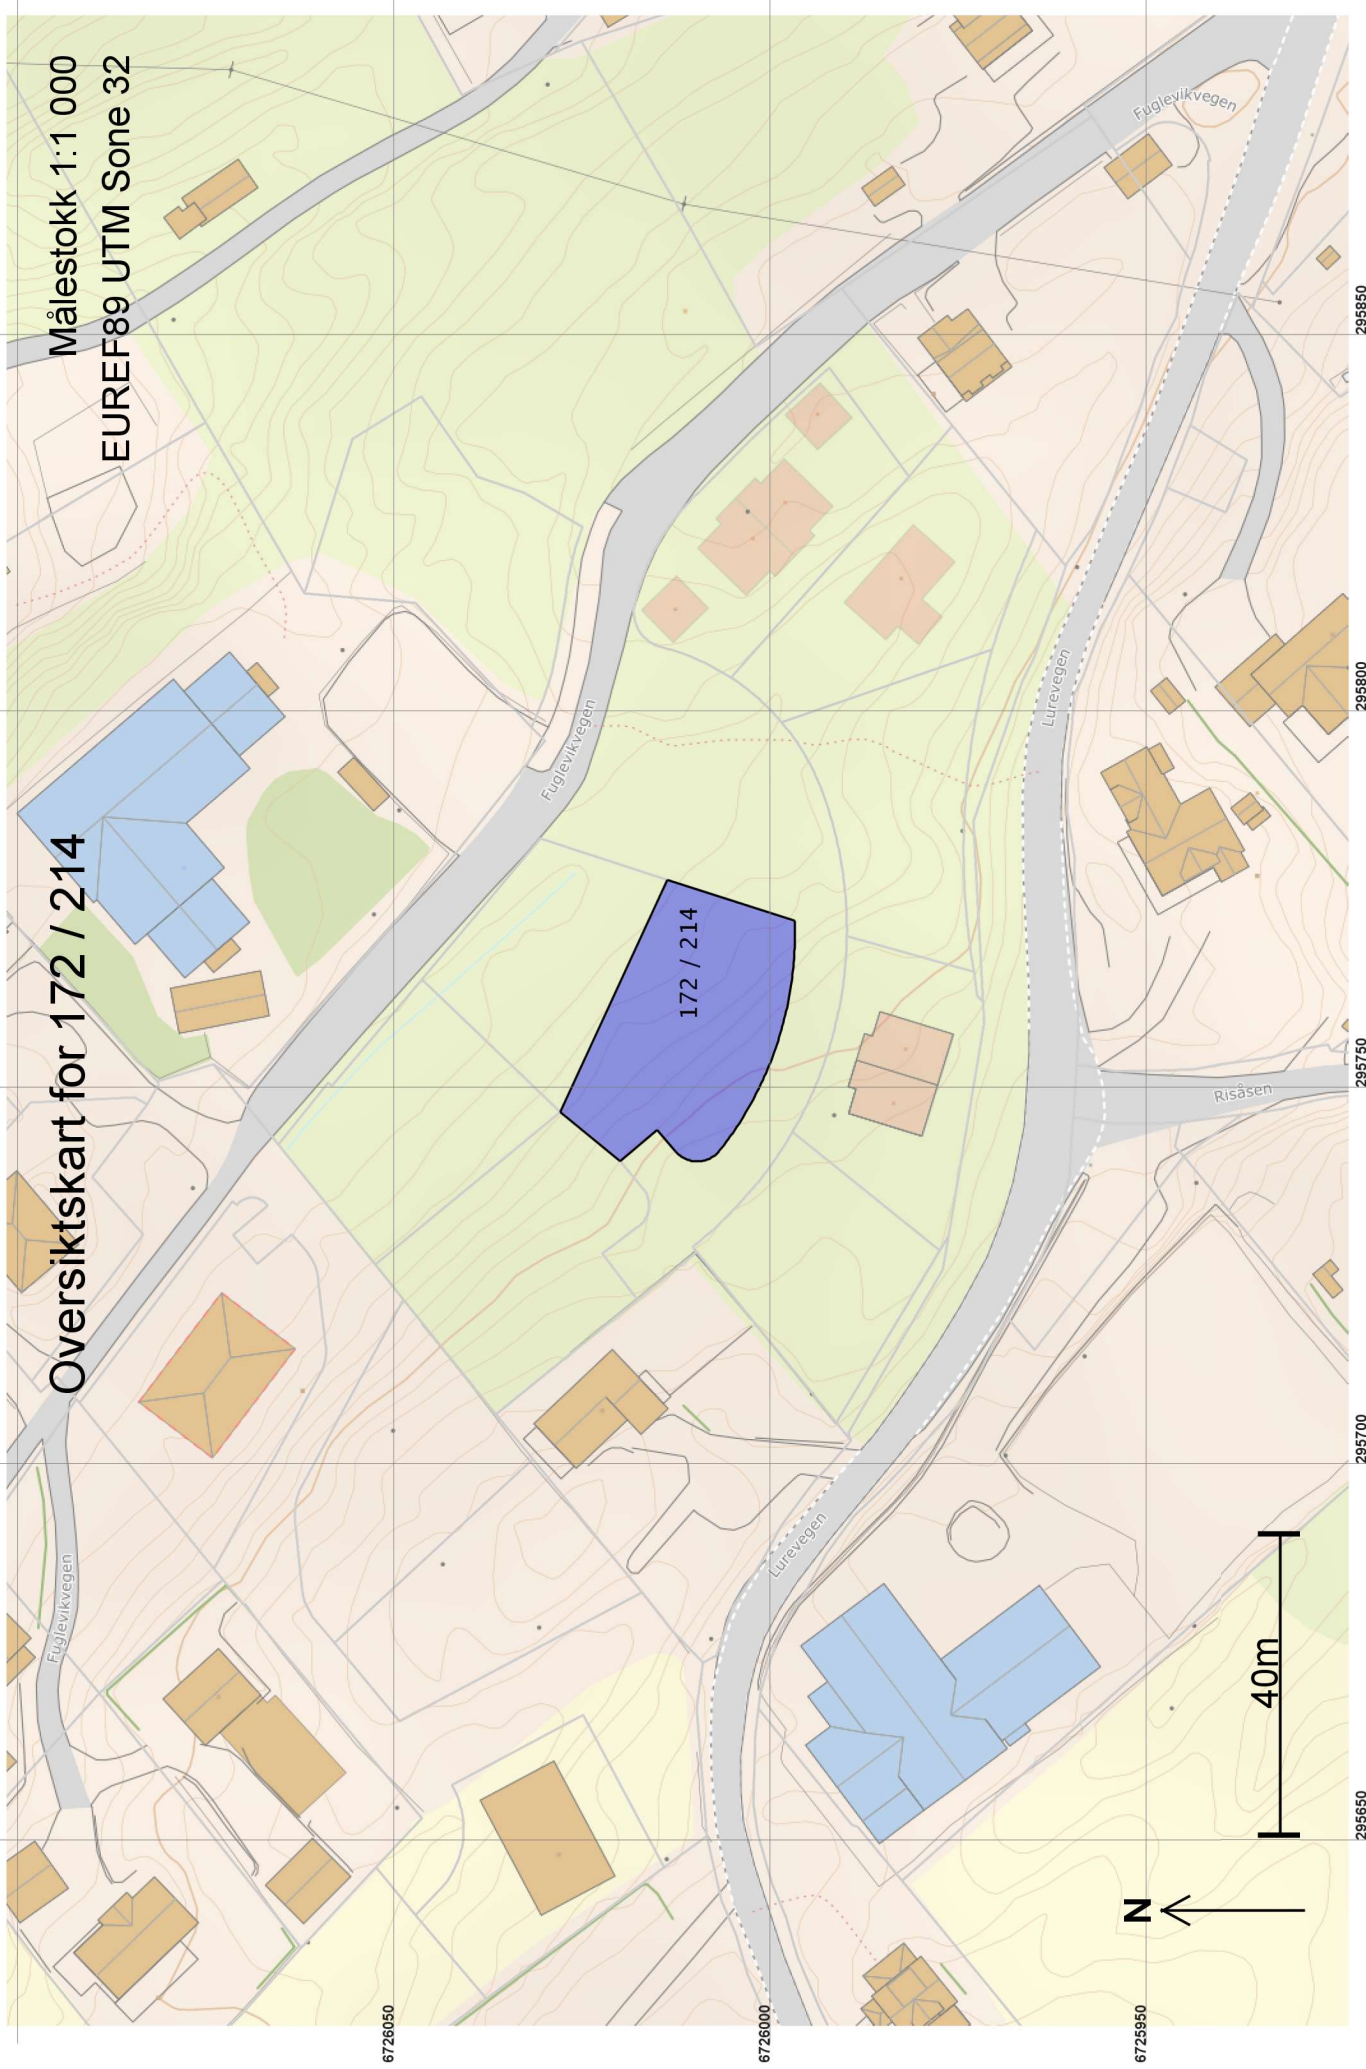 Oversiktskart for 172 / 214
Målestokk 1:1 000
EUREF89 UTM Sone 32
Fuglevikvegen
Fuglevikvegen
Fuglevikvegen
172 / 214
Lurevegen
Lurevegen
Risåsen
6726050
6726000
6725950
N
40m
295650
295700
295750
295800
295850